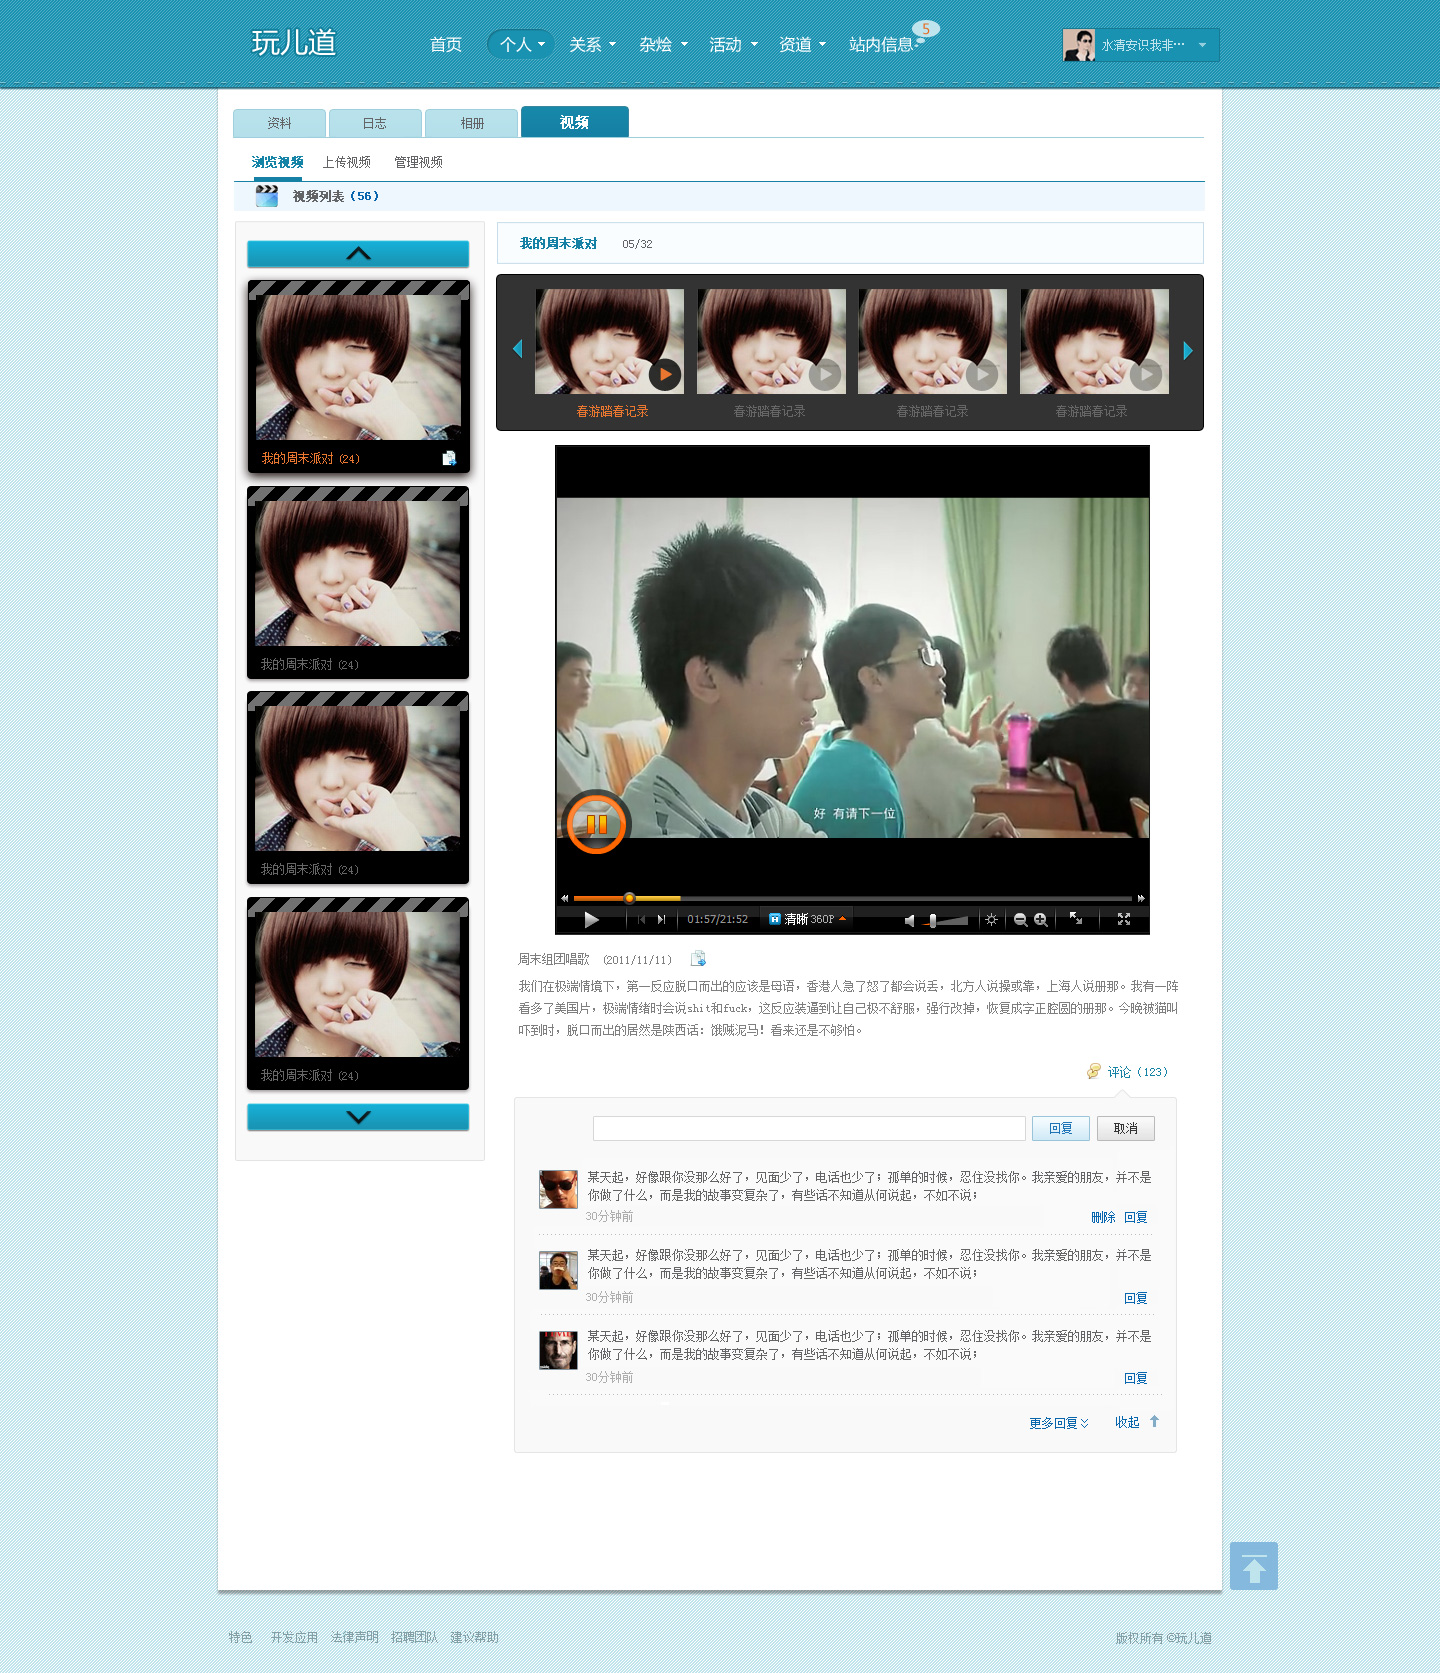 玩儿道
首页 个人 关系 杂烩 活动 资道 站内信息 5
水清安识我非…
资料 日志 相册 视频
浏览视频 上传视频 管理视频
视频列表（56）
我的周末派对 05/32
春游踏春记录 春游踏春记录 春游踏春记录 春游踏春记录
我的周末派对（24）
我的周末派对（24）
我的周末派对（24）
我的周末派对（24）
好 有请下一位
01:57/21:52 清晰 360P
周末组团唱歌 （2011/11/11）
我们在极端情境下，第一反应脱口而出的应该是母语，香港人急了怒了都会说丢，北方人说操或靠，上海人说册那。我有一阵
看多了美国片，极端情绪时会说shit和fuck，这反应装逼到让自己极不舒服，强行改掉，恢复成字正腔圆的册那。今晚被猫叫
吓到时，脱口而出的居然是陕西话：饿贼泥马！看来还是不够怕。
评论（123）
回复 取消
某天起，好像跟你没那么好了，见面少了，电话也少了；孤单的时候，忍住没找你。我亲爱的朋友，并不是
你做了什么，而是我的故事变复杂了，有些话不知道从何说起，不如不说；
30分钟前 删除 回复
某天起，好像跟你没那么好了，见面少了，电话也少了；孤单的时候，忍住没找你。我亲爱的朋友，并不是
你做了什么，而是我的故事变复杂了，有些话不知道从何说起，不如不说；
30分钟前 回复
某天起，好像跟你没那么好了，见面少了，电话也少了；孤单的时候，忍住没找你。我亲爱的朋友，并不是
你做了什么，而是我的故事变复杂了，有些话不知道从何说起，不如不说；
30分钟前 回复
更多回复 收起
特色 开发应用 法律声明 招聘团队 建议帮助 版权所有 ©玩儿道